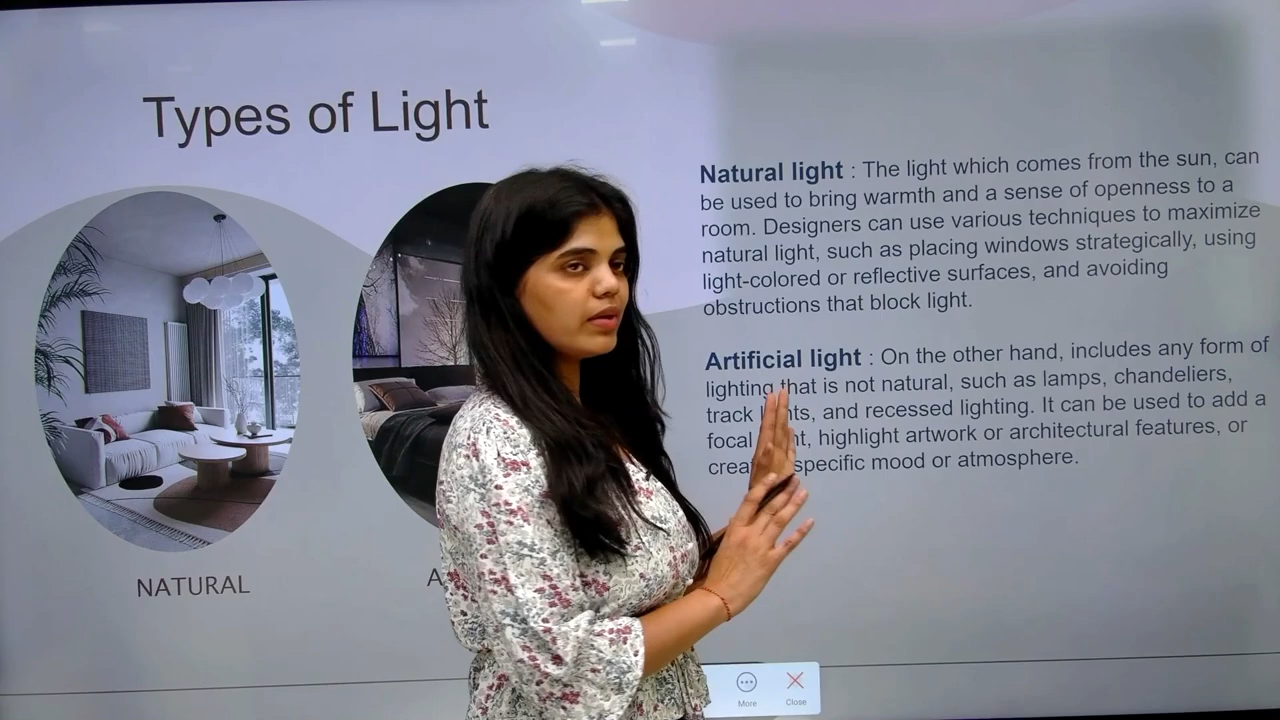 Types of Light
NATURAL
A
Natural light : The light which comes from the sun, can
be used to bring warmth and a sense of openness to a
room. Designers can use various techniques to maximize
natural light, such as placing windows strategically, using
light-colored or reflective surfaces, and avoiding
obstructions that block light.
Artificial light : On the other hand, includes any form of
lighting that is not natural, such as lamps, chandeliers,
track and recessed lighting. It can be used to add a
focal highlight artwork or architectural features, or
specific mood or atmosphere.
More
Close